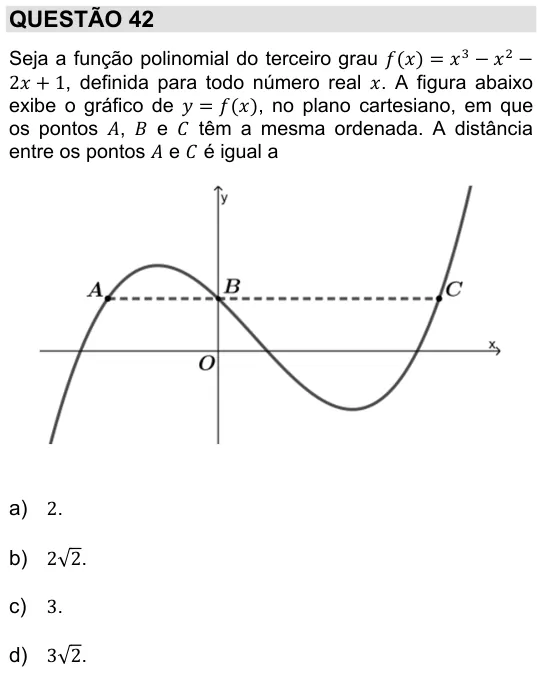 QUESTÃO 42
Seja a função polinomial do terceiro grau f(x) = x³ − x² −
2x + 1, definida para todo número real x. A figura abaixo
exibe o gráfico de y = f(x), no plano cartesiano, em que
os pontos A, B e C têm a mesma ordenada. A distância
entre os pontos A e C é igual a
y
A
B
C
x
O
a) 2.
b) 2√2.
c) 3.
d) 3√2.